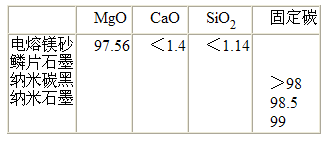 MgO CaO SiO2 固定碳
电熔镁砂 97.56 <1.4 <1.14
鳞片石墨
纳米碳黑 >98
纳米石墨 98.5
99